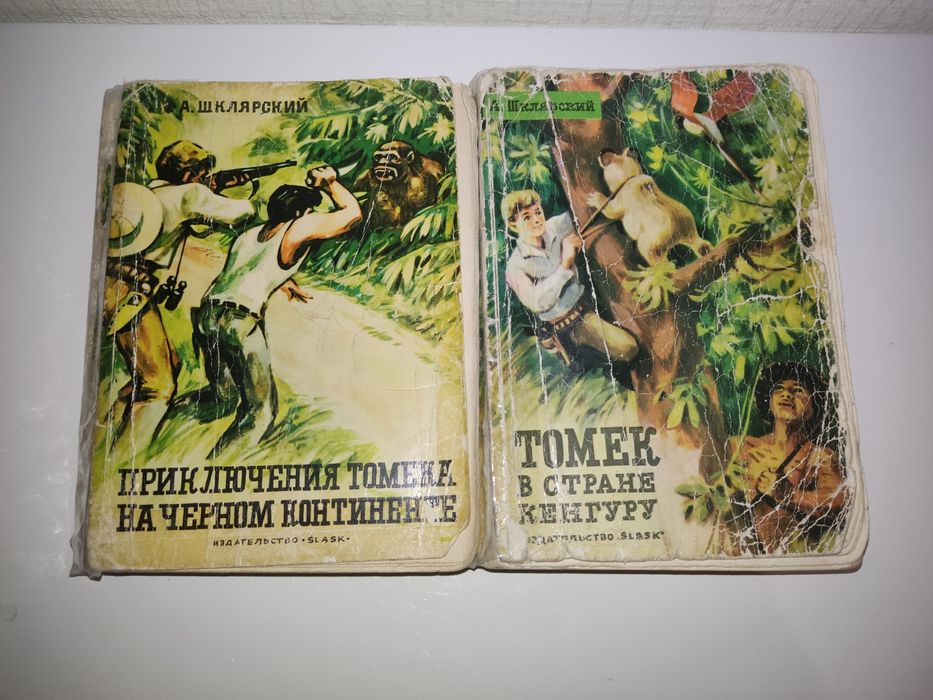 А. ШКЛЯРСКИЙ
ПРИКЛЮЧЕНИЯ ТОМЕКА
НА ЧЕРНОМ КОНТИНЕНТЕ
ИЗДАТЕЛЬСТВО «ŚLĄSK»
А. ШКЛЯРСКИЙ
ТОМЕК
В СТРАНЕ
КЕНГУРУ
ИЗДАТЕЛЬСТВО „ŚLĄSK"